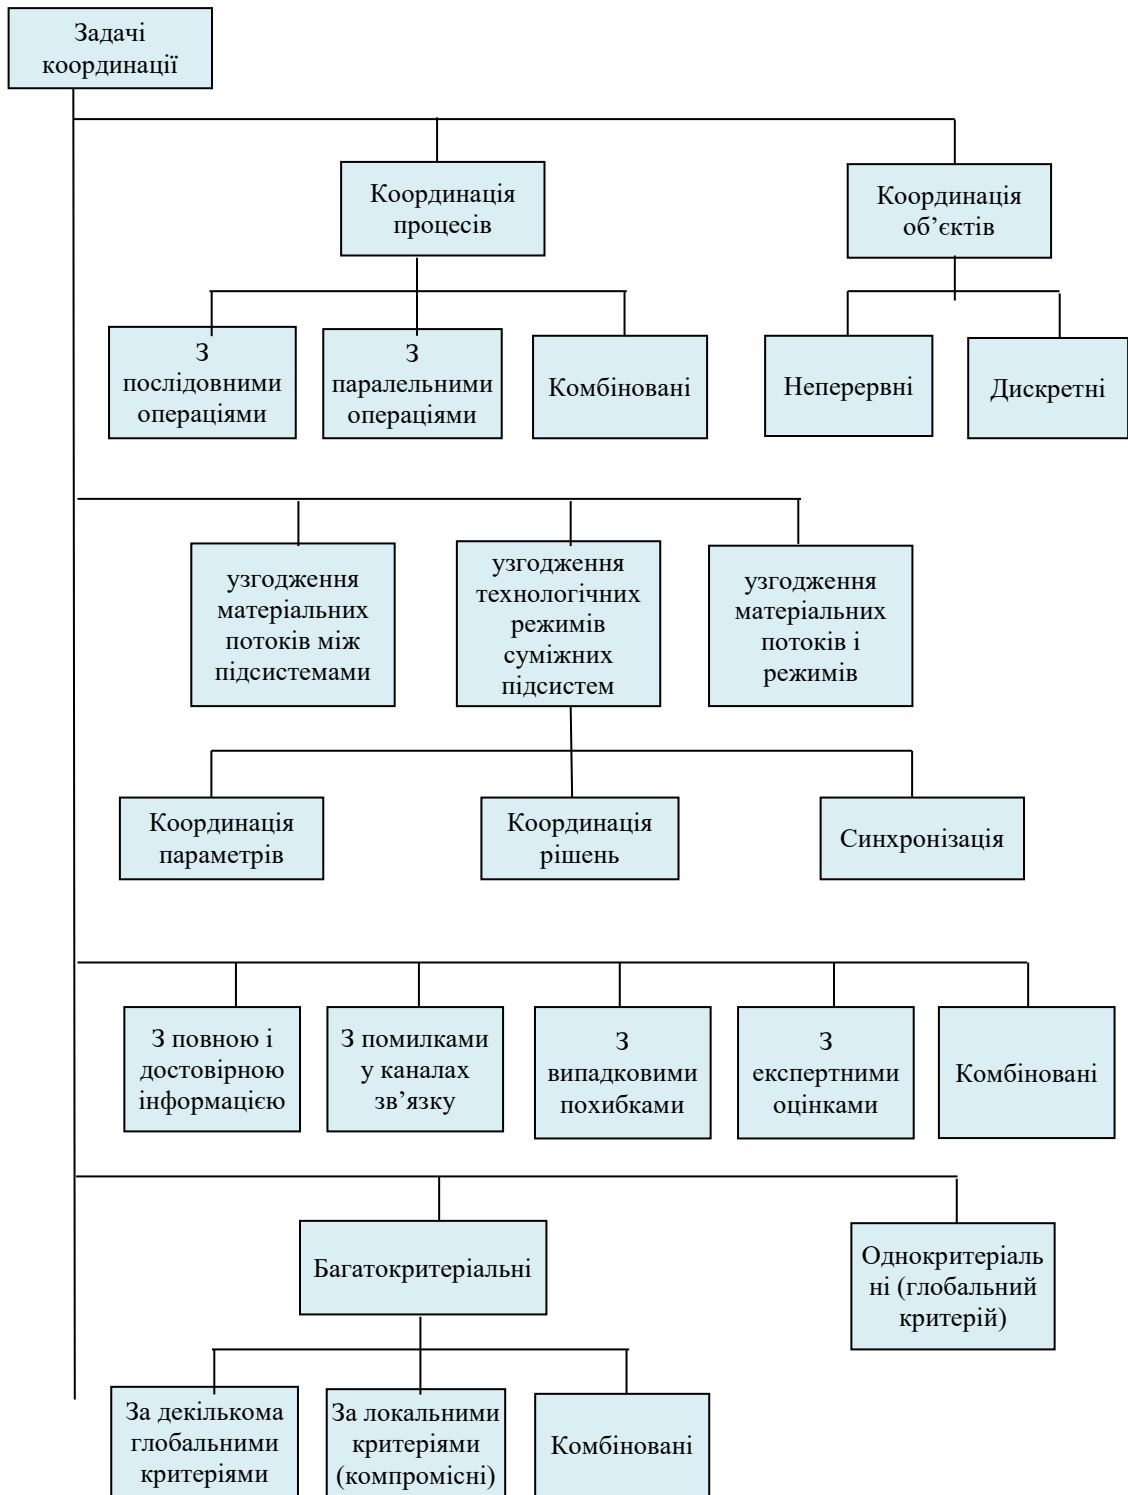 Задачі
координації
Координація
процесів
Координація
об’єктів
З
послідовними
операціями
З
паралельними
операціями
Комбіновані
Неперервні
Дискретні
узгодження
матеріальних
потоків між
підсистемами
узгодження
технологічних
режимів
суміжних
підсистем
узгодження
матеріальних
потоків і
режимів
Координація
параметрів
Координація
рішень
Синхронізація
З повною і
достовірною
інформацією
З помилками
у каналах
зв’язку
З
випадковими
похибками
З
експертними
оцінками
Комбіновані
Багатокритеріальні
Однокритеріаль
ні (глобальний
критерій)
За декількома
глобальними
критеріями
За локальними
критеріями
(компромісні)
Комбіновані